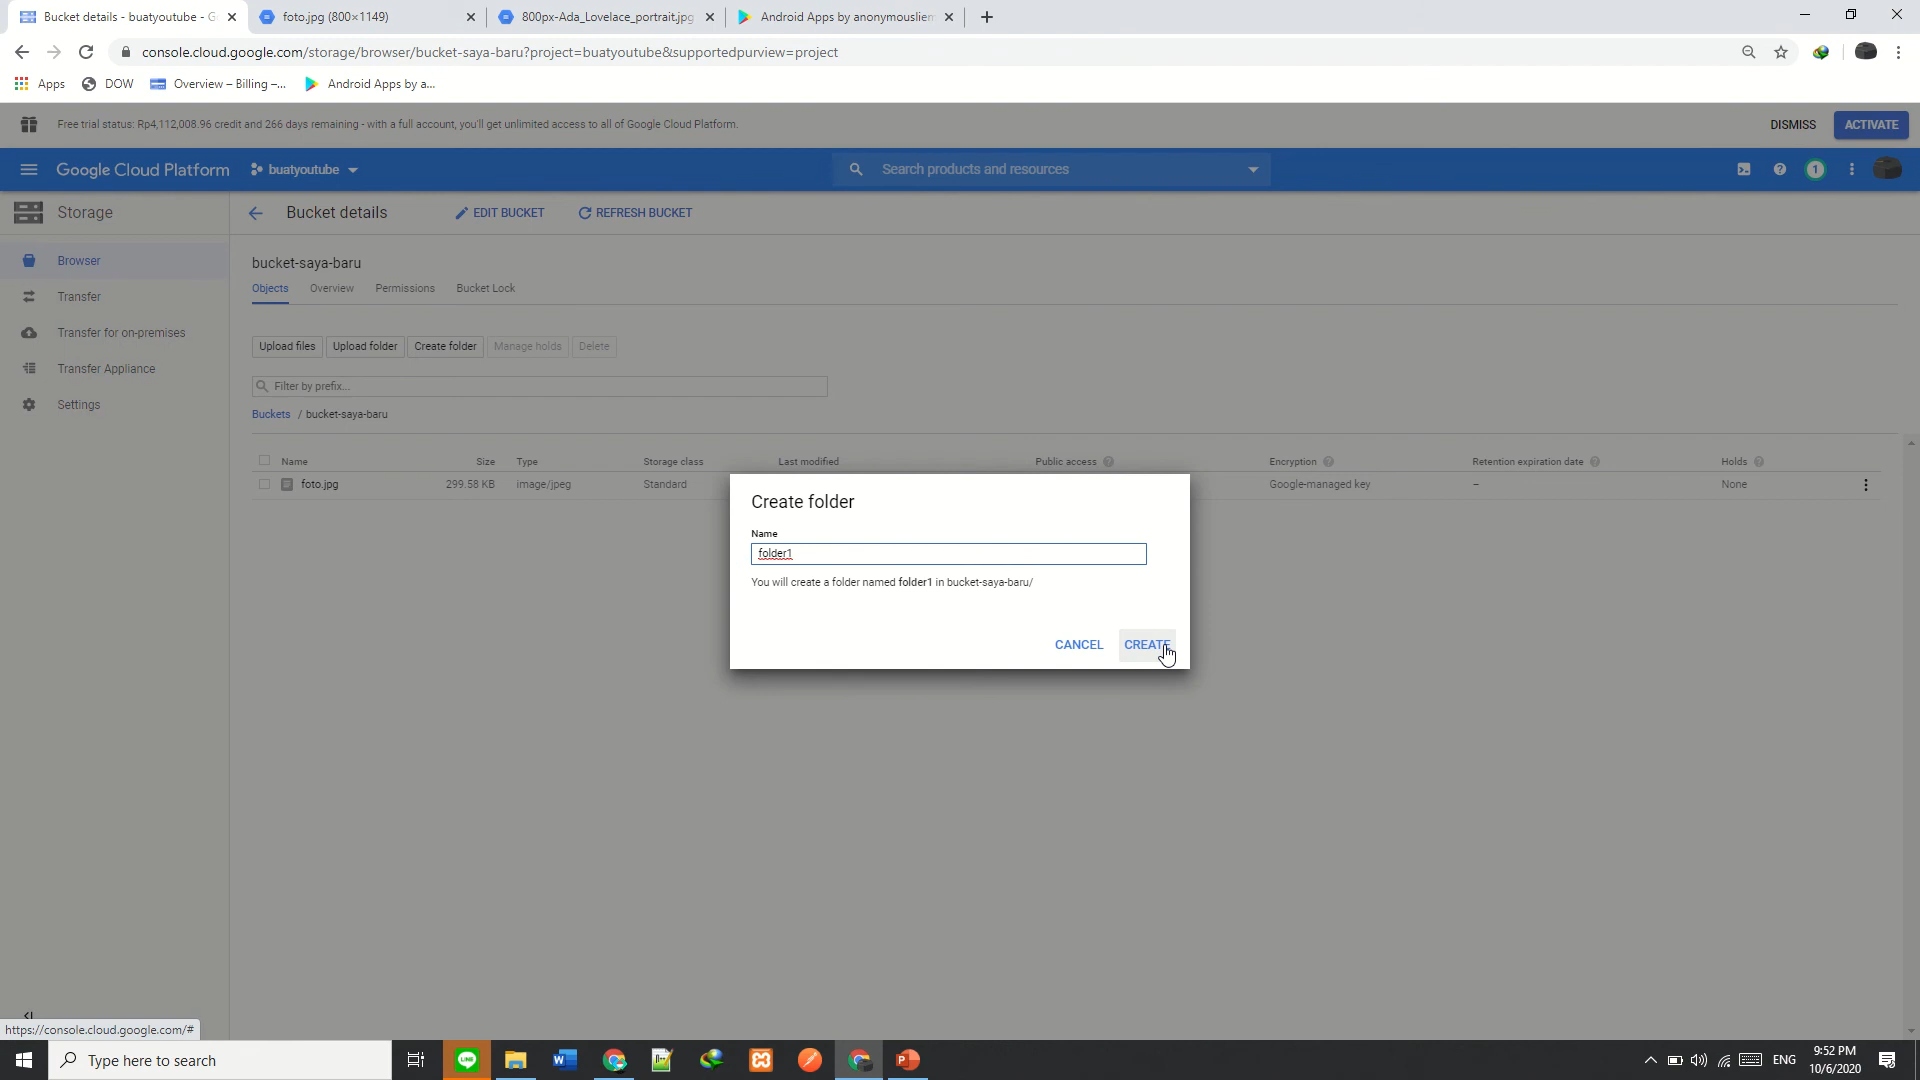 Bucket details - buatyoutube - G
foto.jpg (800×1149)
800px-Ada_Lovelace_portrait.jpg
Android Apps by anonymouslien
console.cloud.google.com/storage/browser/bucket-saya-baru?project=buatyoutube&supportedpurview=project
Apps
DOW
Overview – Billing –...
Android Apps by a...
Free trial status: Rp4,112,008.96 credit and 266 days remaining - with a full account, you'll get unlimited access to all of Google Cloud Platform.
DISMISS
ACTIVATE
Google Cloud Platform
buatyoutube
Search products and resources
1
Storage
Bucket details
EDIT BUCKET
REFRESH BUCKET
Browser
Transfer
Transfer for on-premises
Transfer Appliance
Settings
bucket-saya-baru
Objects
Overview
Permissions
Bucket Lock
Upload files
Upload folder
Create folder
Manage holds
Delete
Filter by prefix...
Buckets / bucket-saya-baru
Name
Size
Type
Storage class
Last modified
Public access
Encryption
Retention expiration date
Holds
foto.jpg
299.58 KB
image/jpeg
Standard
Google-managed key
–
None
Create folder
Name
folder1
You will create a folder named folder1 in bucket-saya-baru/
CANCEL
CREATE
https://console.cloud.google.com/#
Type here to search
LINE
ENG
9:52 PM
10/6/2020